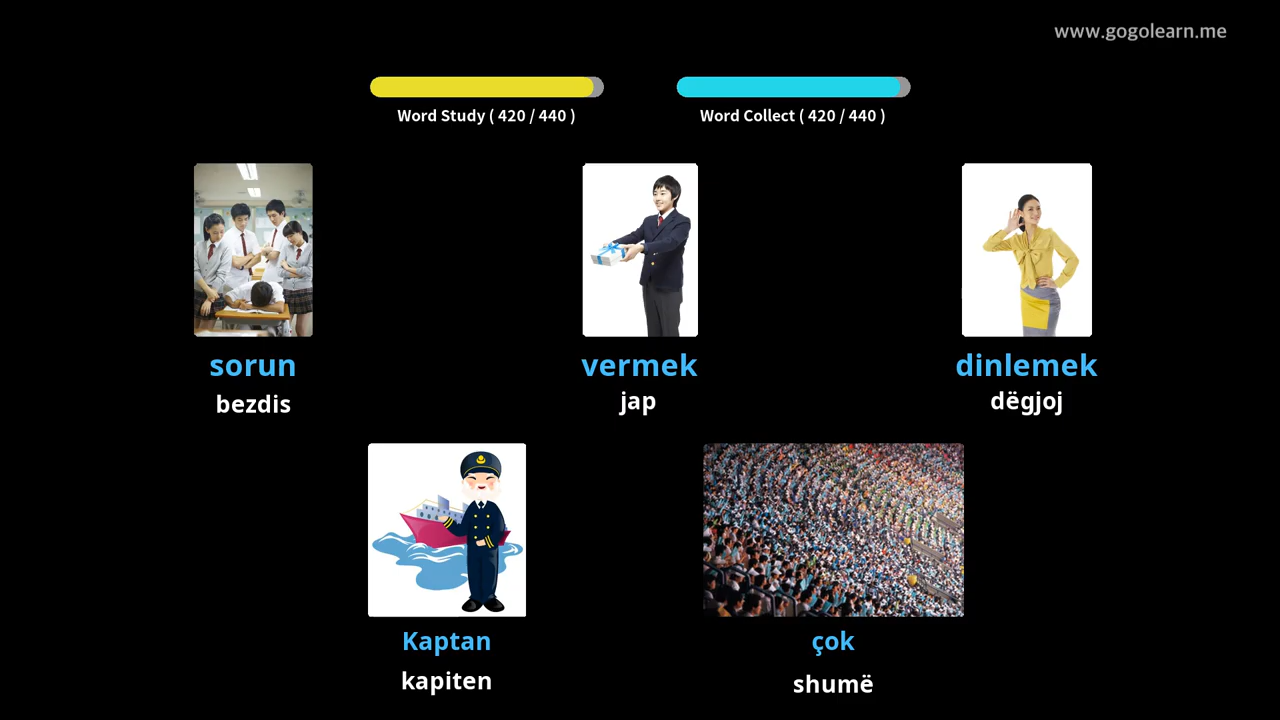 www.gogolearn.me
Word Study ( 420 / 440 )
Word Collect ( 420 / 440 )
sorun
bezdis
vermek
jap
dinlemek
dëgjoj
Kaptan
kapiten
çok
shumë